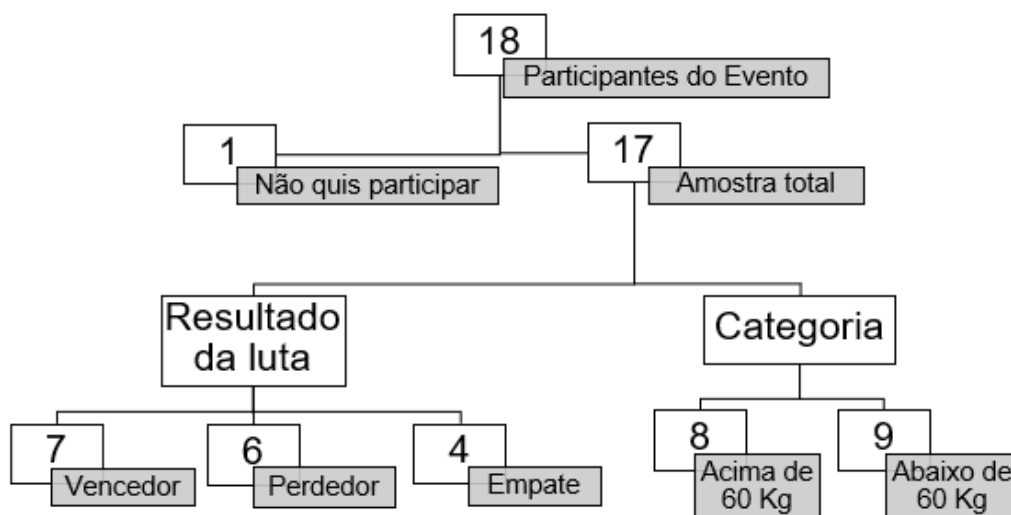 18
Participantes do Evento
1
Não quis participar
17
Amostra total
Resultado
da luta
Categoria
7
Vencedor
6
Perdedor
4
Empate
8
Acima de
60 Kg
9
Abaixo de
60 Kg